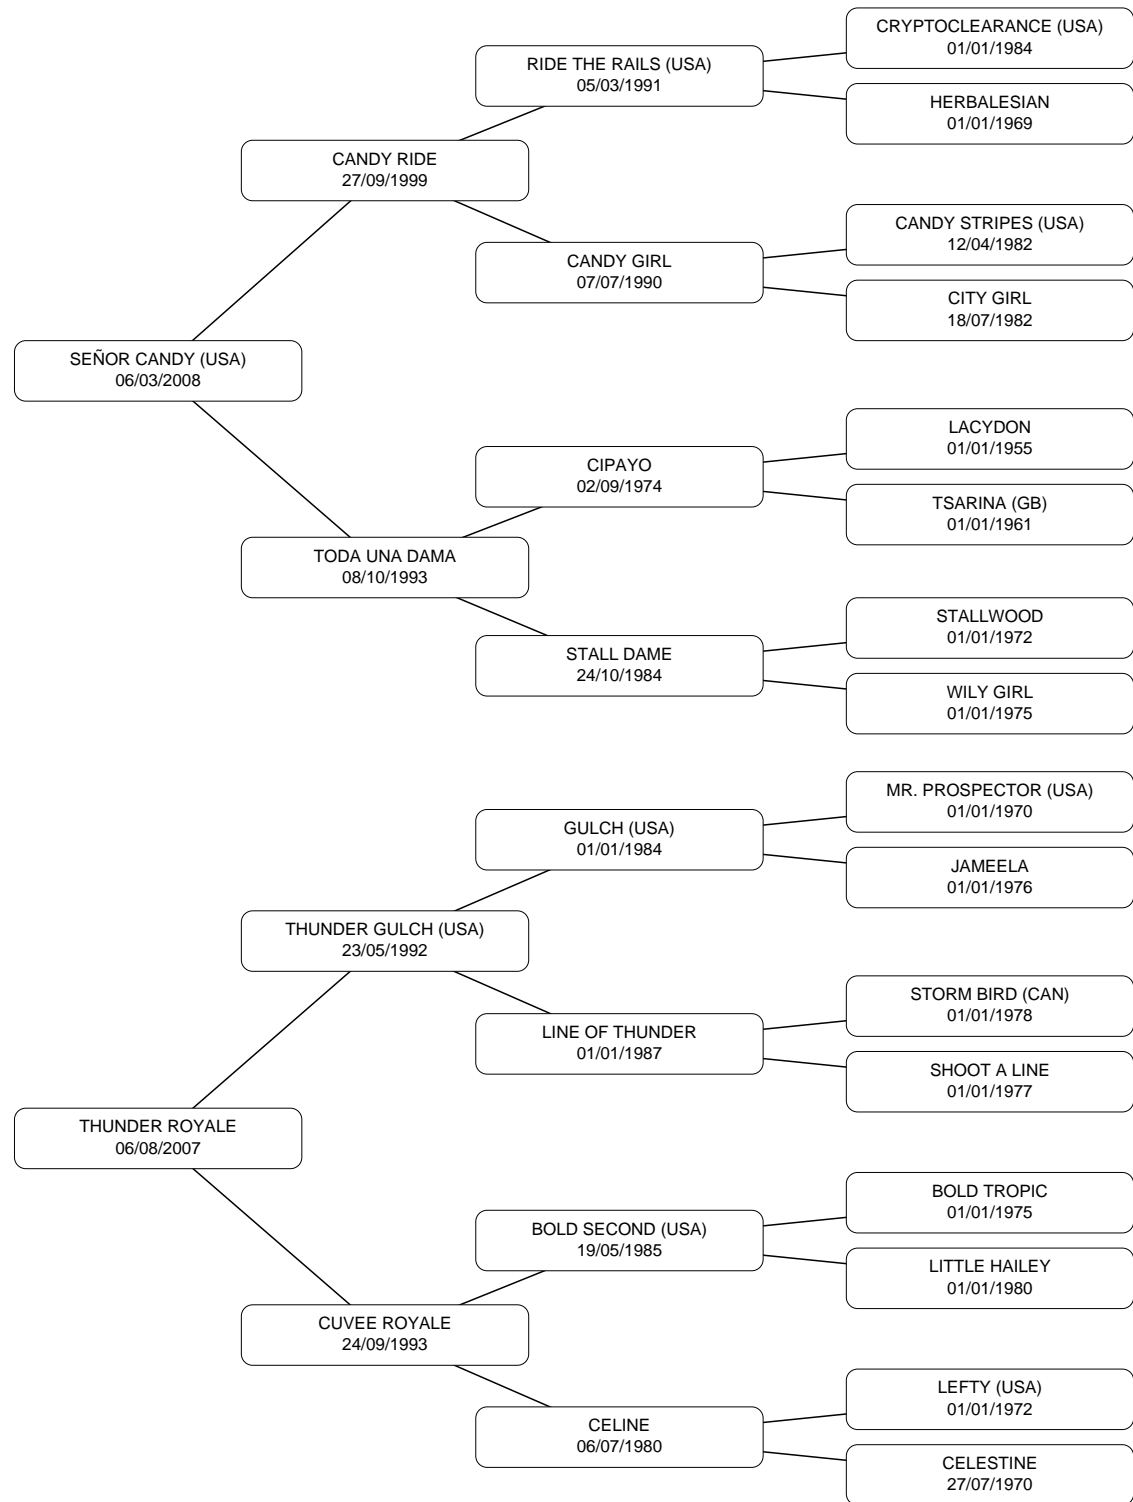 CRYPTOCLEARANCE (USA)
01/01/1984
RIDE THE RAILS (USA)
05/03/1991
HERBALESIAN
01/01/1969
CANDY RIDE
27/09/1999
CANDY STRIPES (USA)
12/04/1982
CANDY GIRL
07/07/1990
CITY GIRL
18/07/1982
SEÑOR CANDY (USA)
06/03/2008
LACYDON
01/01/1955
CIPAYO
02/09/1974
TSARINA (GB)
01/01/1961
TODA UNA DAMA
08/10/1993
STALLWOOD
01/01/1972
STALL DAME
24/10/1984
WILY GIRL
01/01/1975
MR. PROSPECTOR (USA)
01/01/1970
GULCH (USA)
01/01/1984
JAMEELA
01/01/1976
THUNDER GULCH (USA)
23/05/1992
STORM BIRD (CAN)
01/01/1978
LINE OF THUNDER
01/01/1987
SHOOT A LINE
01/01/1977
THUNDER ROYALE
06/08/2007
BOLD TROPIC
01/01/1975
BOLD SECOND (USA)
19/05/1985
LITTLE HAILEY
01/01/1980
CUVEE ROYALE
24/09/1993
LEFTY (USA)
01/01/1972
CELINE
06/07/1980
CELESTINE
27/07/1970